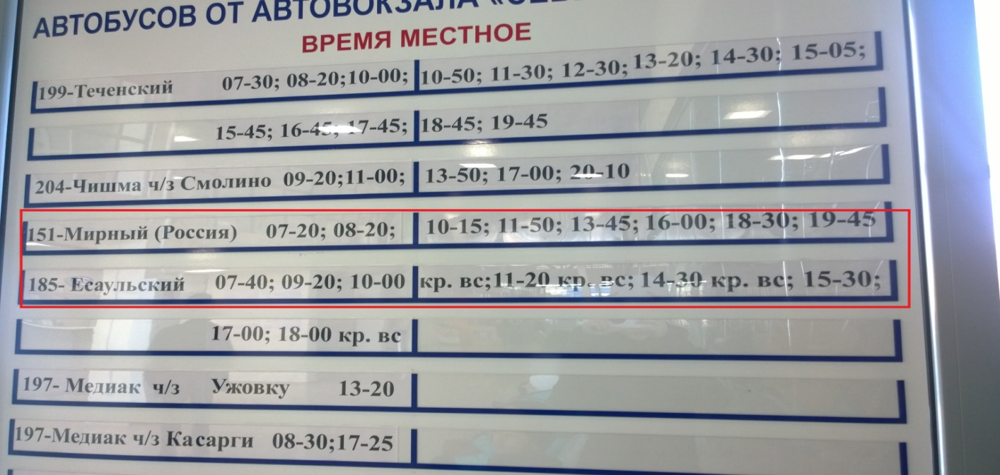 АВТОБУСОВ ОТ АВТОВОКЗАЛА
ВРЕМЯ МЕСТНОЕ
199-Теченский 07-30; 08-20;10-00; 10-50; 11-30; 12-30; 13-20; 14-30; 15-05;
15-45; 16-45; 17-45; 18-45; 19-45
204-Чишма ч/з Смолино 09-20;11-00; 13-50; 17-00; 20-10
151-Мирный (Россия) 07-20; 08-20; 10-15; 11-50; 13-45; 16-00; 18-30; 19-45
185- Есаульский 07-40; 09-20; 10-00 кр. вс;11-20 кр. вс; 14-30 кр. вс; 15-30;
17-00; 18-00 кр. вс
197- Медиак ч/з Ужовку 13-20
197-Медиак ч/з Касарги 08-30;17-25